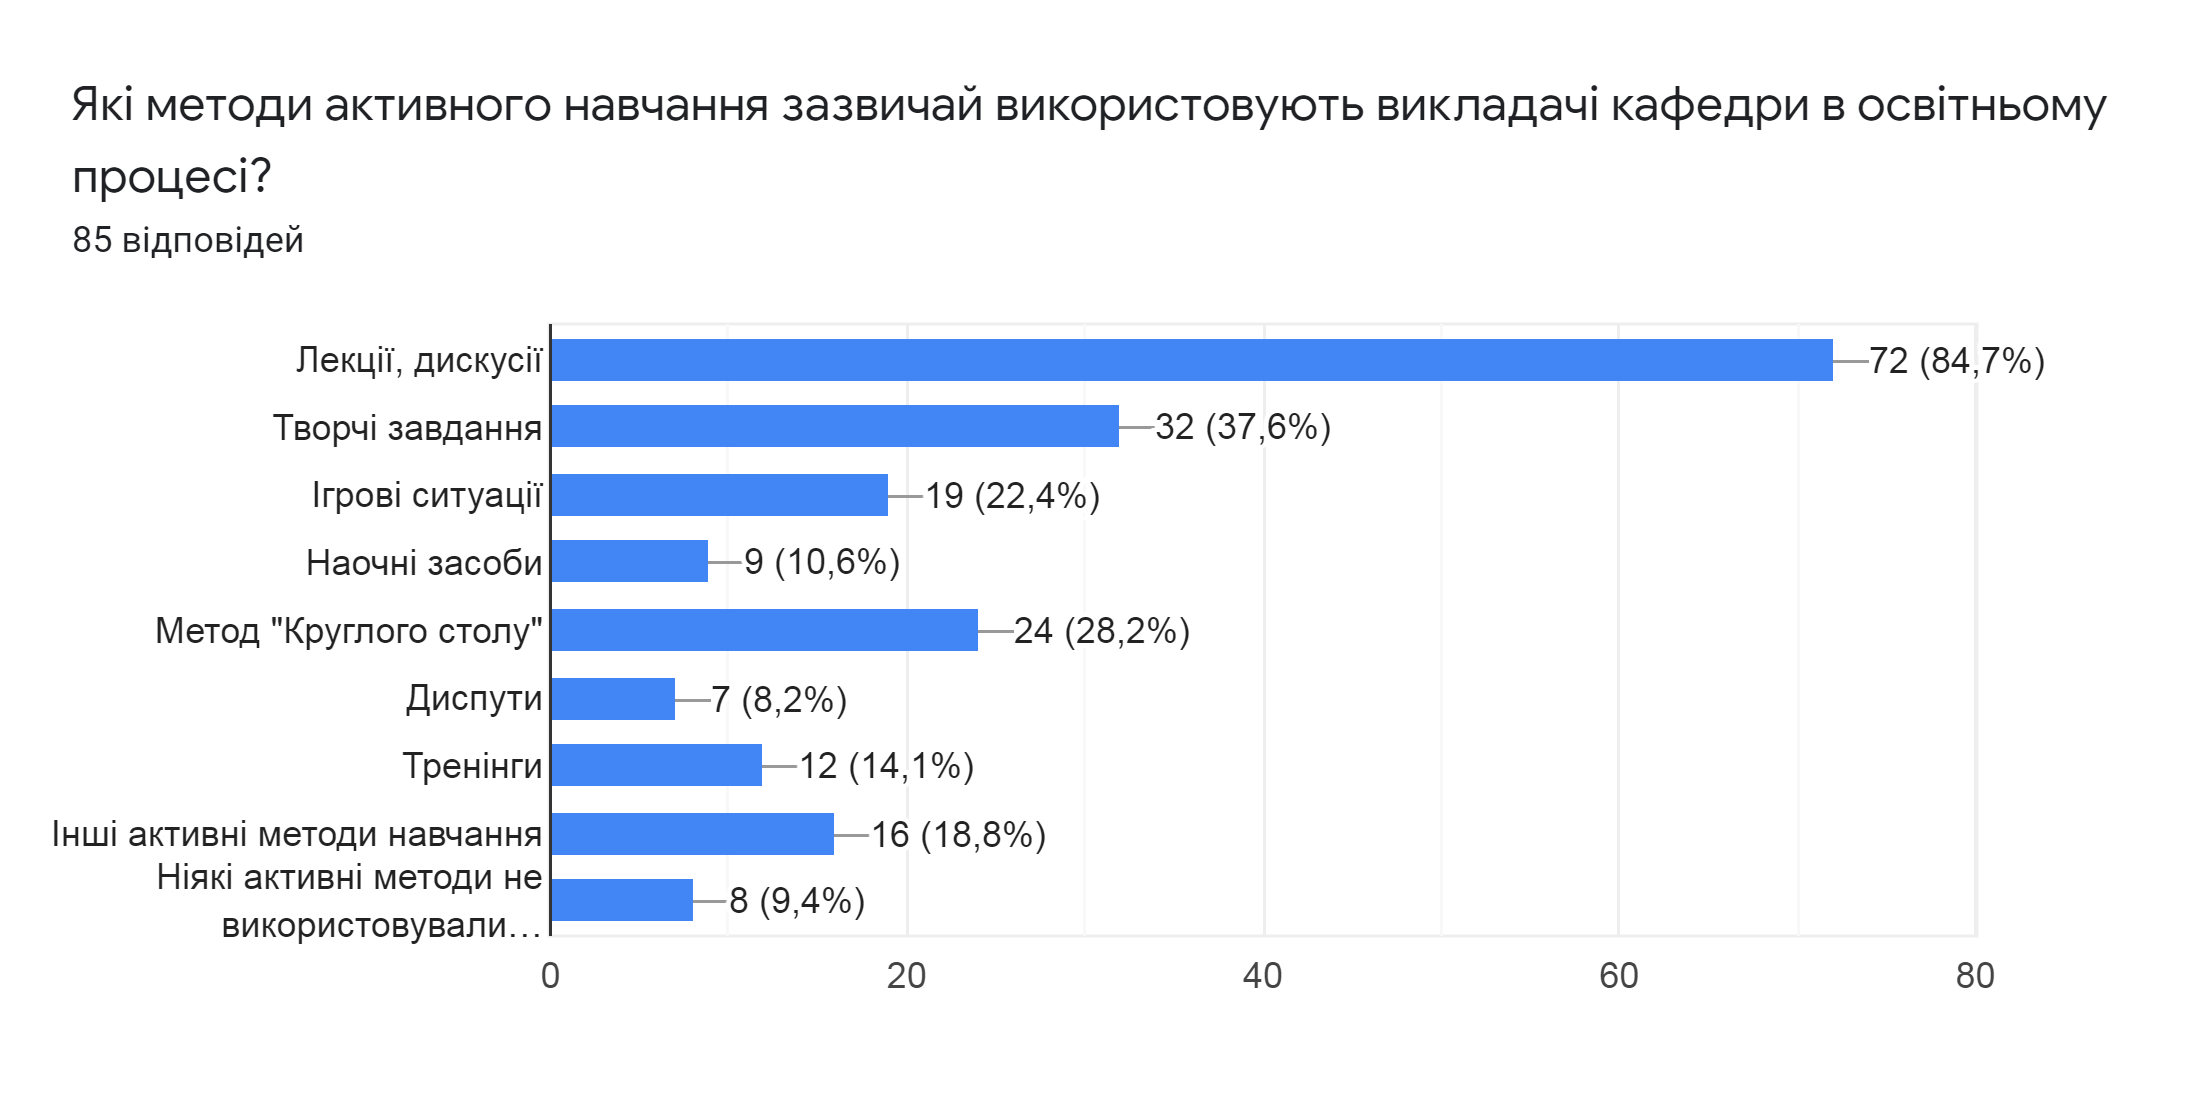 Які методи активного навчання зазвичай використовують викладачі кафедри в освітньому
процесі?
85 відповідей
Лекції, дискусії
72 (84,7%)
Творчі завдання
32 (37,6%)
Ігрові ситуації
19 (22,4%)
Наочні засоби
9 (10,6%)
Метод "Круглого столу"
24 (28,2%)
Диспути
7 (8,2%)
Тренінги
12 (14,1%)
Інші активні методи навчання
16 (18,8%)
Ніякі активні методи не
використовували…
8 (9,4%)
0 20 40 60 80